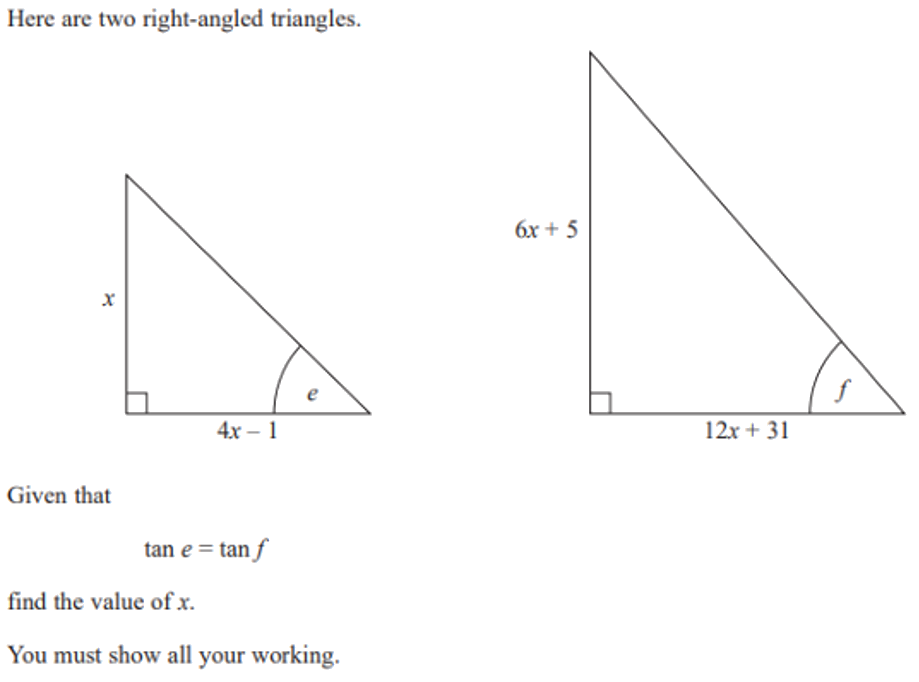 Here are two right-angled triangles.
6x + 5
x
e
f
4x – 1
12x + 31
Given that
tan e = tan f
find the value of x.
You must show all your working.